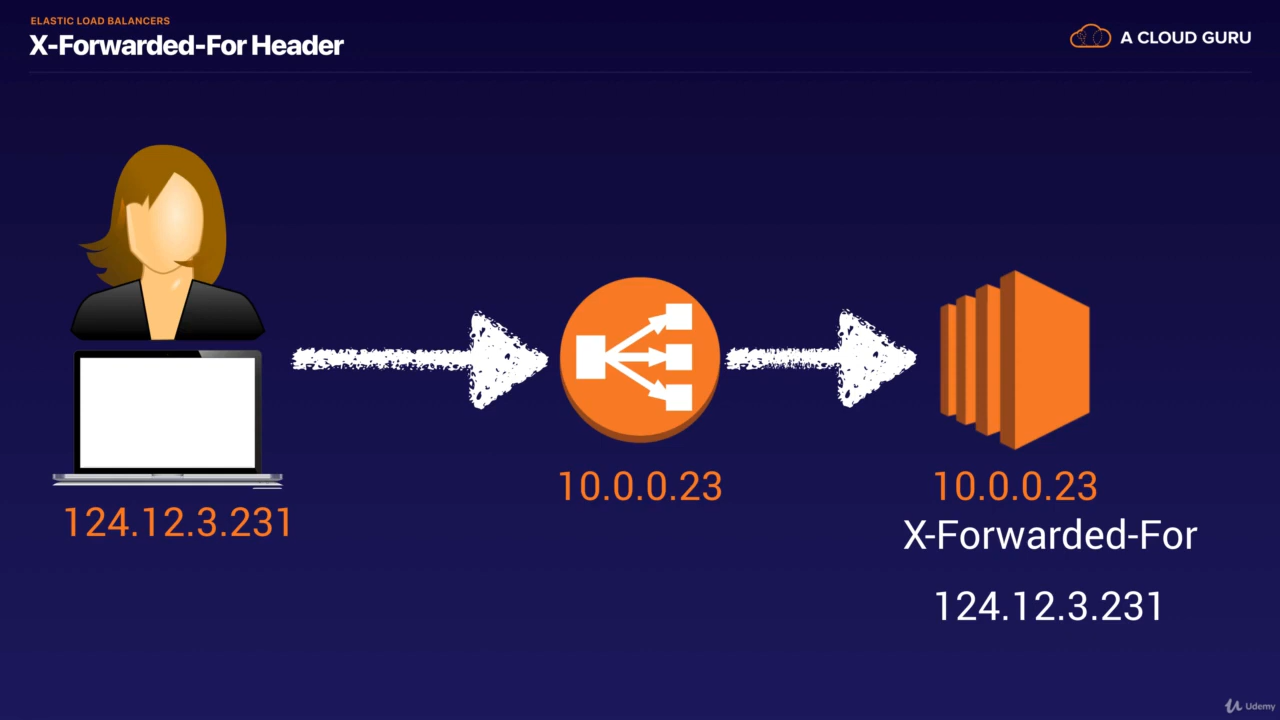 ELASTIC LOAD BALANCERS
X-Forwarded-For Header
A CLOUD GURU
124.12.3.231
10.0.0.23
10.0.0.23
X-Forwarded-For
124.12.3.231
Udemy